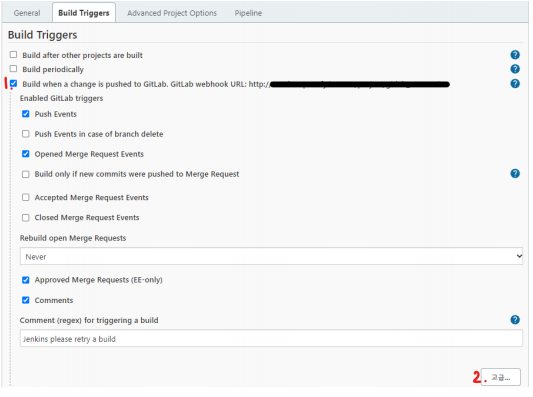 General Build Triggers Advanced Project Options Pipeline
Build Triggers
Build after other projects are built ?
Build periodically ?
1. Build when a change is pushed to GitLab. GitLab webhook URL: http:/ ?
Enabled GitLab triggers
Push Events
Push Events in case of branch delete
Opened Merge Request Events
Build only if new commits were pushed to Merge Request ?
Accepted Merge Request Events
Closed Merge Request Events
Rebuild open Merge Requests
Never
Approved Merge Requests (EE-only)
Comments
Comment (regex) for triggering a build ?
Jenkins please retry a build
2. 고급...